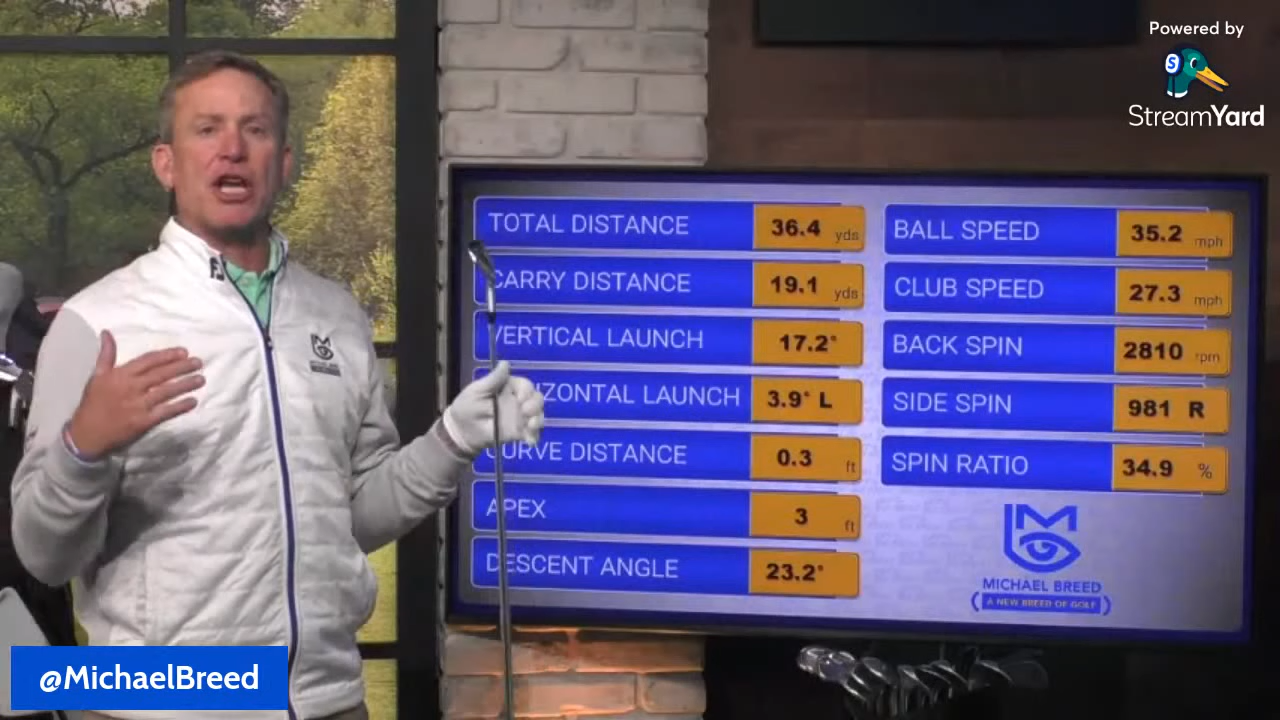 Powered by
StreamYard
TOTAL DISTANCE 36.4 yds
CARRY DISTANCE 19.1 yds
VERTICAL LAUNCH 17.2°
HORIZONTAL LAUNCH 3.9° L
CURVE DISTANCE 0.3 ft
APEX 3 ft
DESCENT ANGLE 23.2°
BALL SPEED 35.2 mph
CLUB SPEED 27.3 mph
BACK SPIN 2810 rpm
SIDE SPIN 981 R
SPIN RATIO 34.9 %
MICHAEL BREED
A NEW BREED OF GOLF
FJ
@MichaelBreed